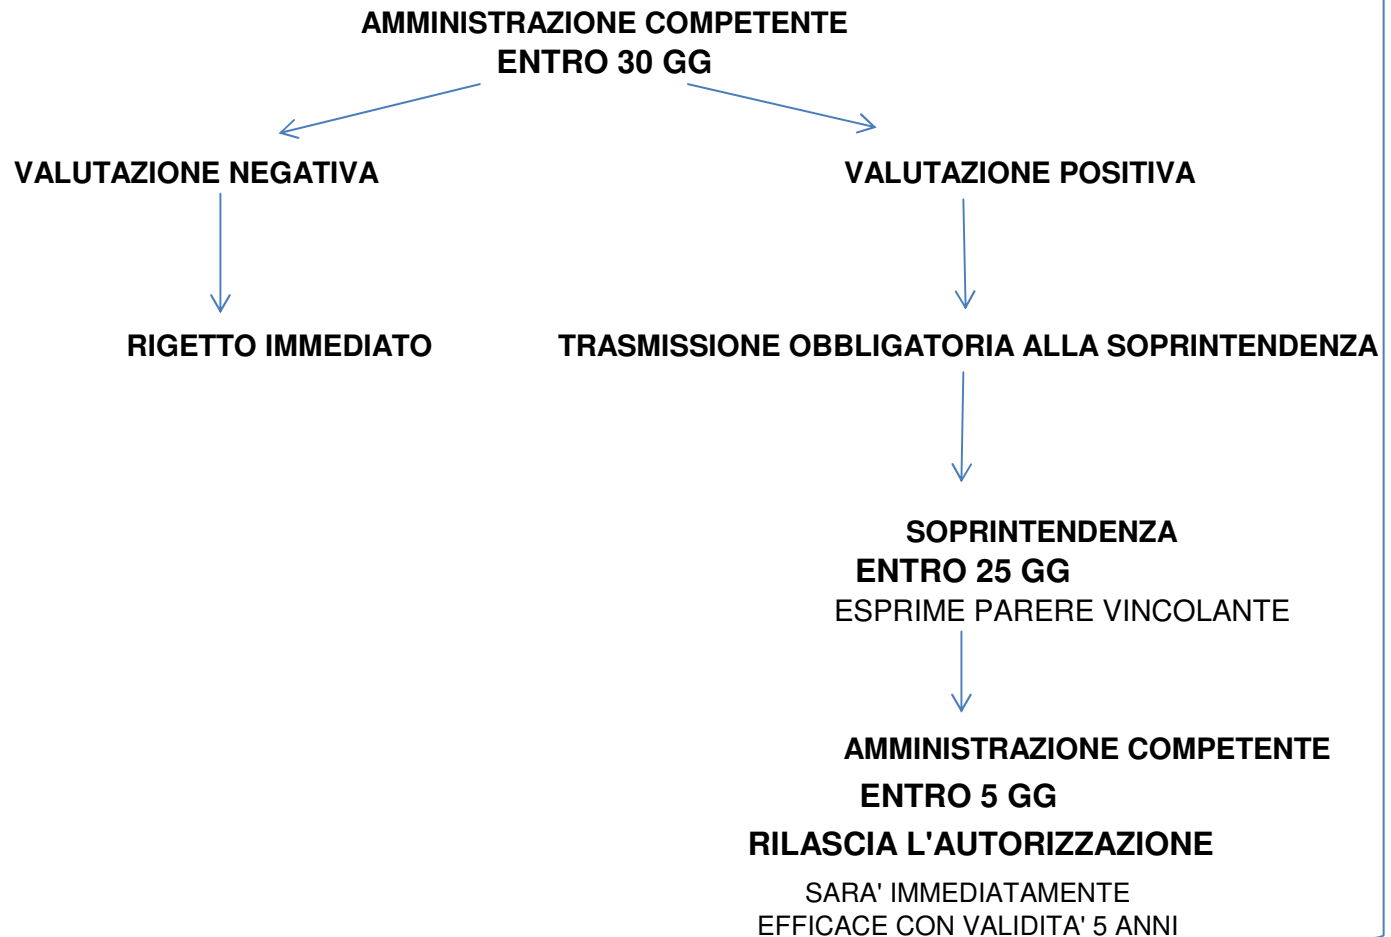 AMMINISTRAZIONE COMPETENTE
ENTRO 30 GG
VALUTAZIONE NEGATIVA
VALUTAZIONE POSITIVA
RIGETTO IMMEDIATO
TRASMISSIONE OBBLIGATORIA ALLA SOPRINTENDENZA
SOPRINTENDENZA
ENTRO 25 GG
ESPRIME PARERE VINCOLANTE
AMMINISTRAZIONE COMPETENTE
ENTRO 5 GG
RILASCIA L'AUTORIZZAZIONE
SARA' IMMEDIATAMENTE
EFFICACE CON VALIDITA' 5 ANNI